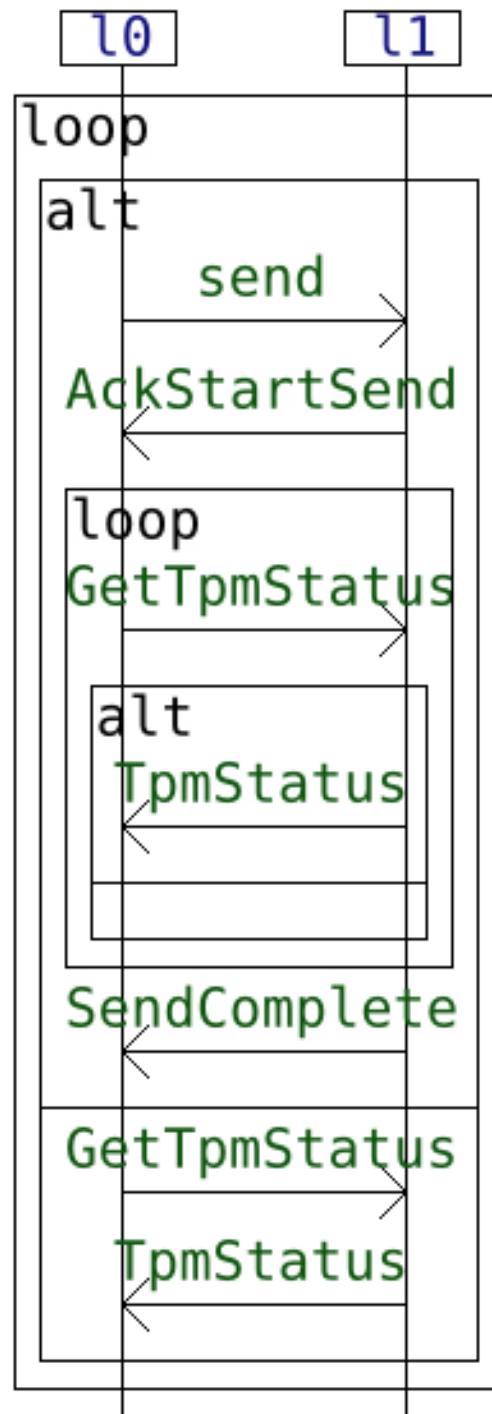 l0 l1
loop
alt
send
AckStartSend
loop
GetTpmStatus
alt
TpmStatus
SendComplete
GetTpmStatus
TpmStatus